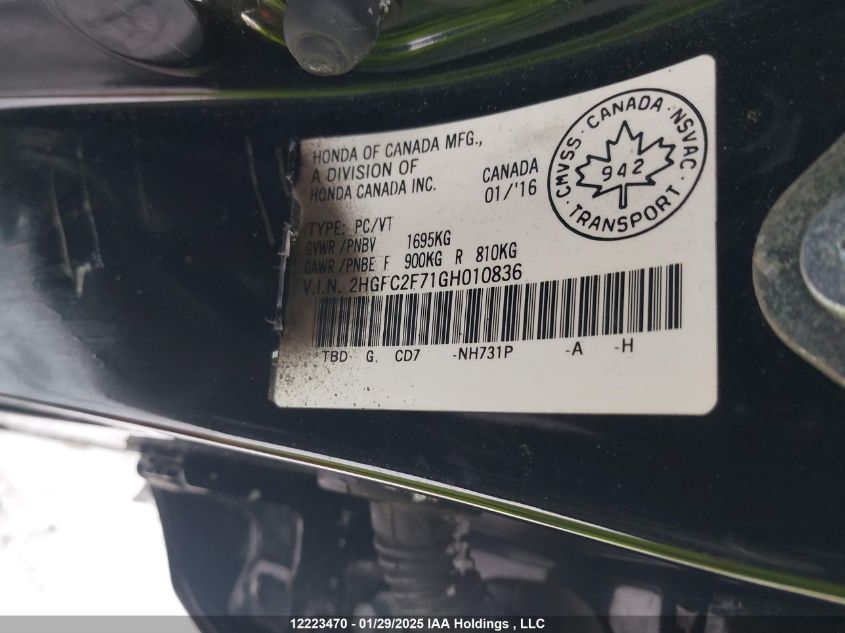 HONDA OF CANADA MFG.,
A DIVISION OF
HONDA CANADA INC.
CANADA
01/'16
CMVSS · CANADA · NSVAC
942
TRANSPORT
TYPE: PC/VT
GVWR /PNBV 1695KG
GAWR /PNBE F 900KG R 810KG
V.I.N. 2HGFC2F71GH010836
TBD G CD7 -NH731P -A -H
12223470 - 01/29/2025 IAA Holdings , LLC